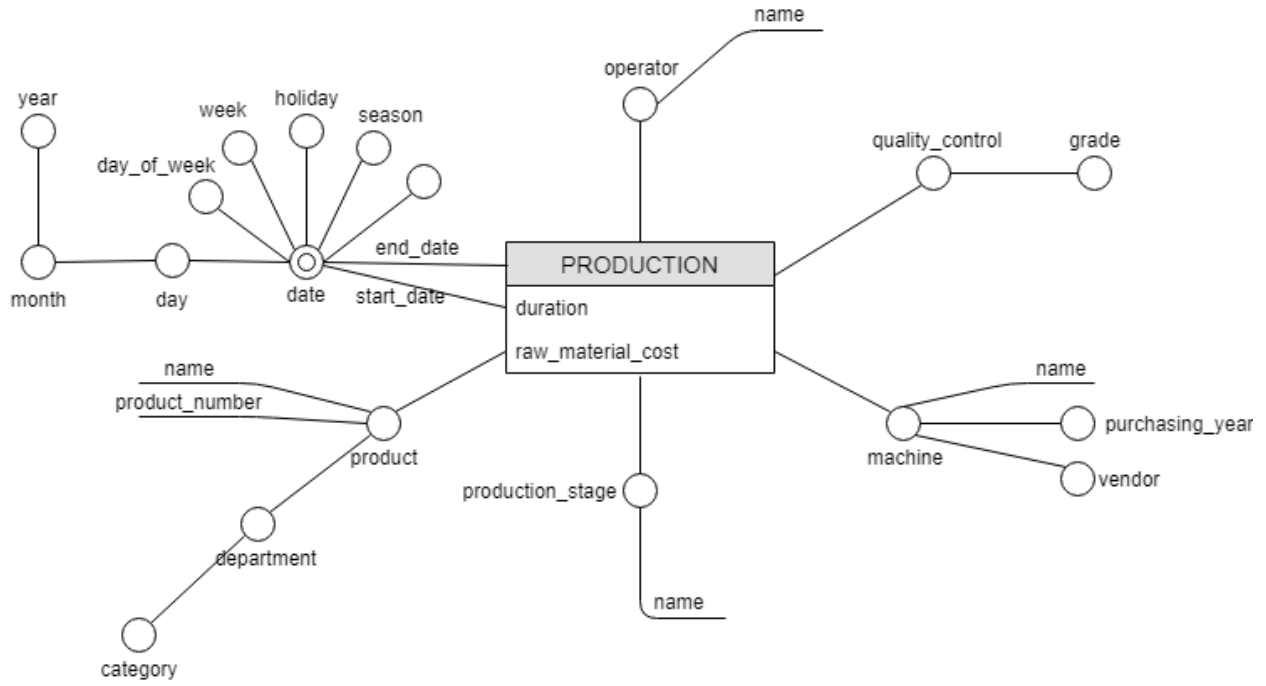 name
operator
year
week
holiday
season
day_of_week
quality_control
grade
end_date
PRODUCTION
month
day
date
start_date
duration
raw_material_cost
name
product_number
product
name
purchasing_year
machine
vendor
production_stage
department
name
category